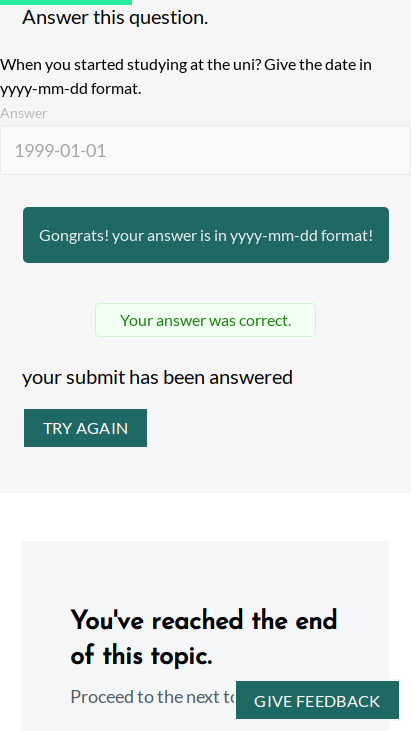 Answer this question.
When you started studying at the uni? Give the date in
yyyy-mm-dd format.
Answer
1999-01-01
Gongrats! your answer is in yyyy-mm-dd format!
Your answer was correct.
your submit has been answered
TRY AGAIN
You've reached the end
of this topic.
Proceed to the next
GIVE FEEDBACK